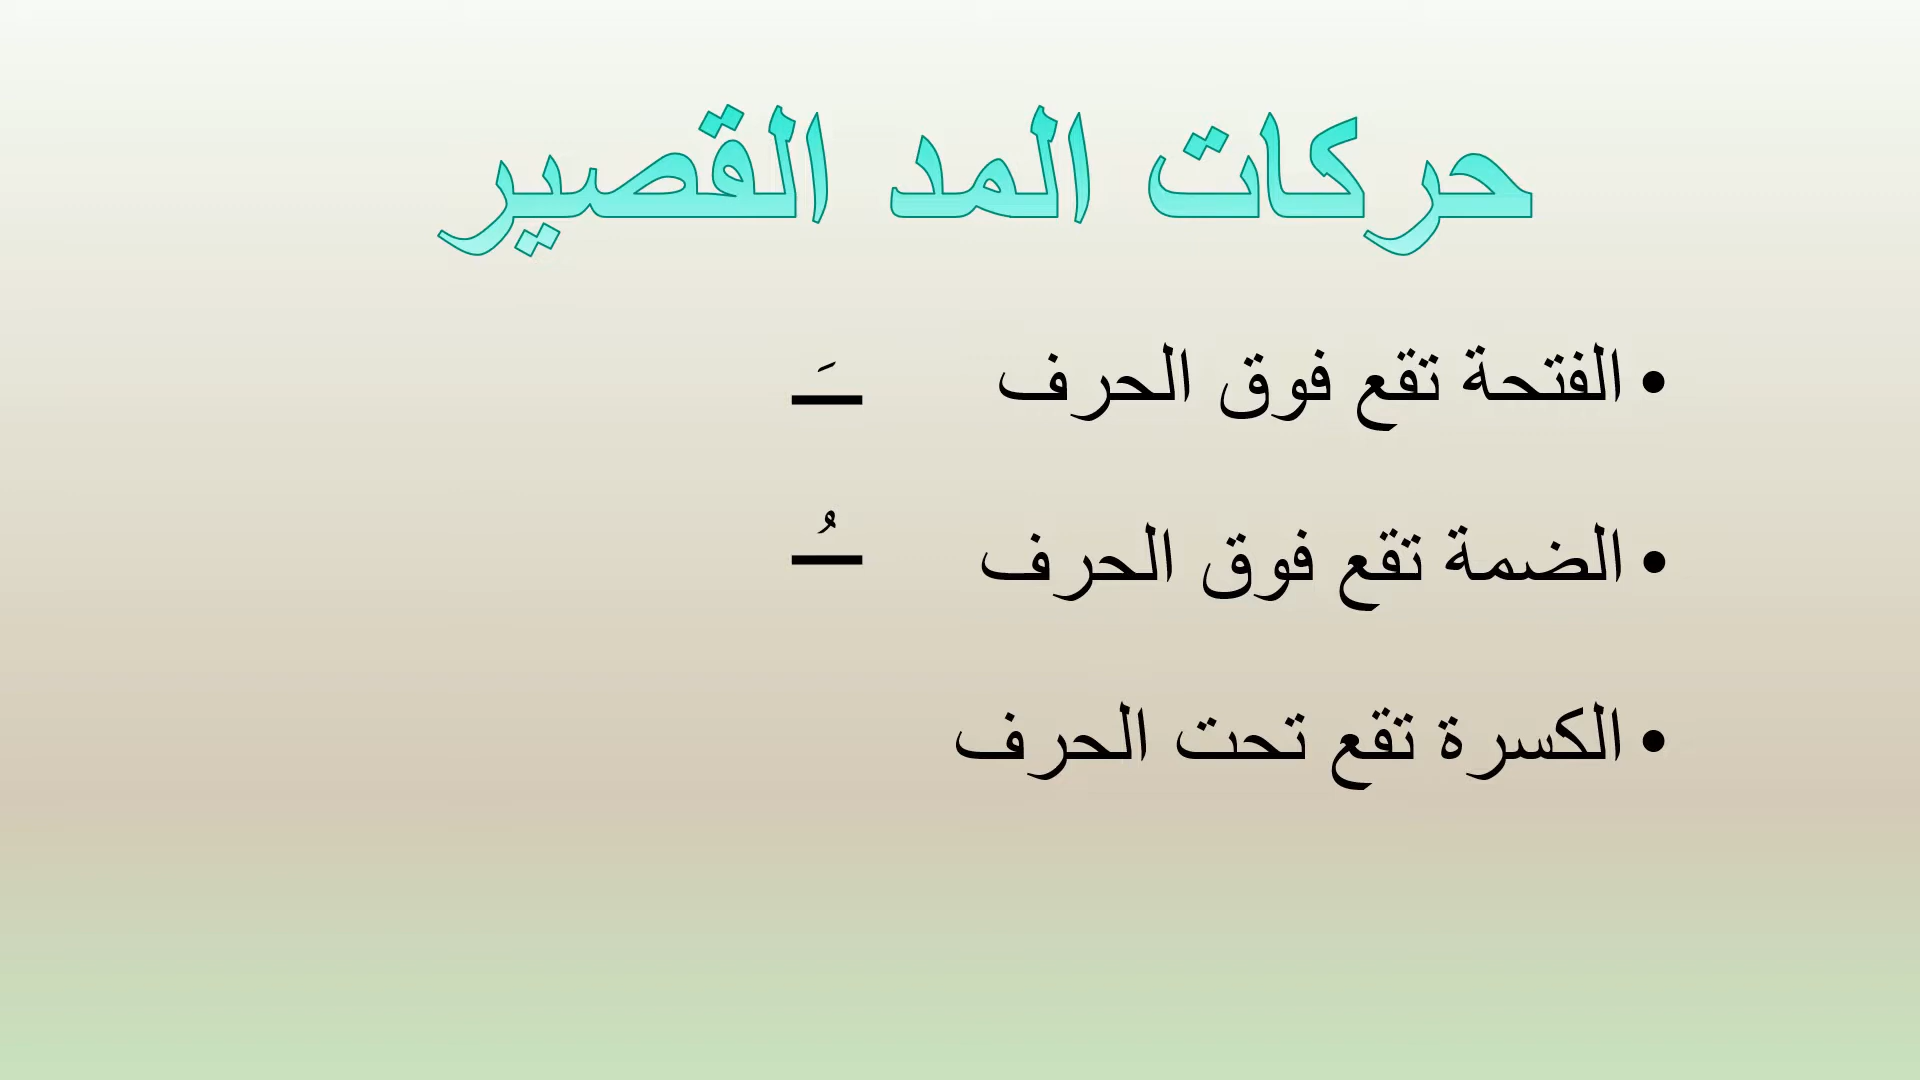 حركات المد القصير
• الفتحة تقع فوق الحرف ـَ
• الضمة تقع فوق الحرف ـُ
• الكسرة تقع تحت الحرف